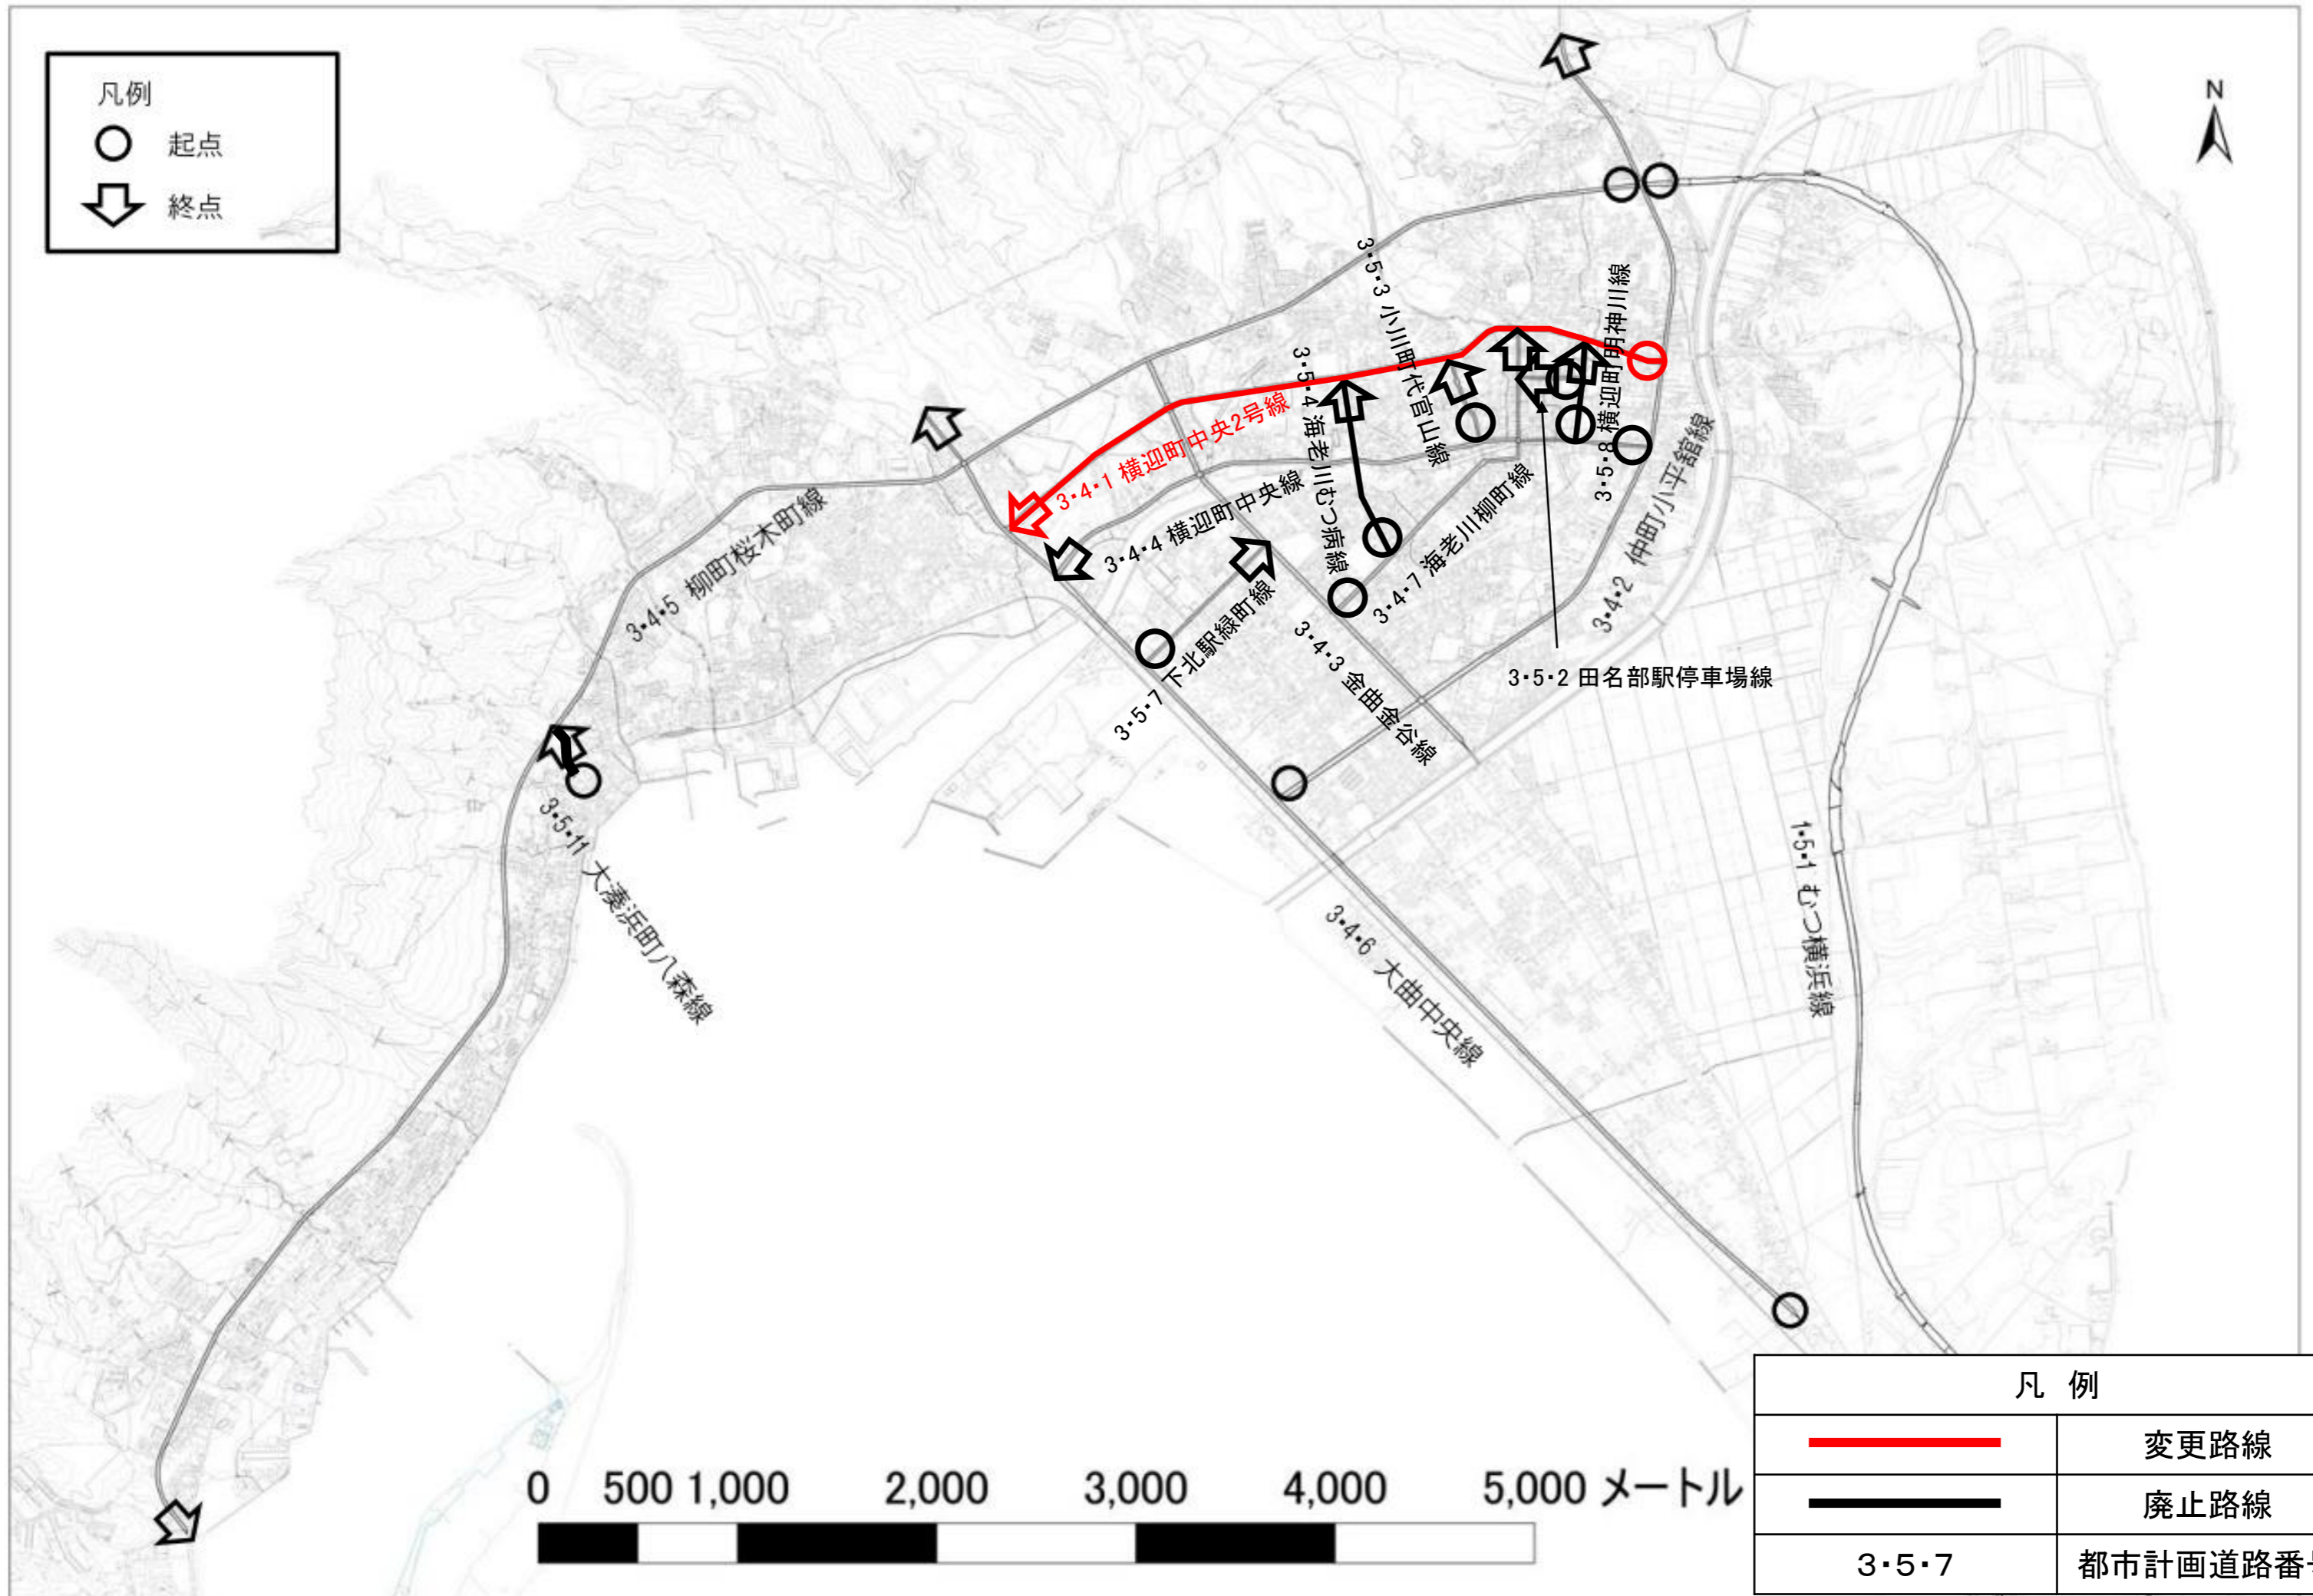 凡例
起点
終点
N
3・5・3 小川町代官山線
3・5・4 海老川むつ病線
3・5・8 横迎町明神川線
3・4・1 横迎町中央2号線
3・4・4 横迎町中央線
3・4・7 海老川柳町線
3・4・2 仲町小平舘線
3・4・5 柳町桜木町線
3・5・7 下北駅緑町線
3・4・3 金曲金谷線
3・5・2 田名部駅停車場線
3・5・11 大湊浜町八森線
3・4・6 大曲中央線
1・5・1 むつ横浜線
0 500 1,000 2,000 3,000 4,000 5,000 メートル
凡 例
変更路線
廃止路線
3・5・7 都市計画道路番